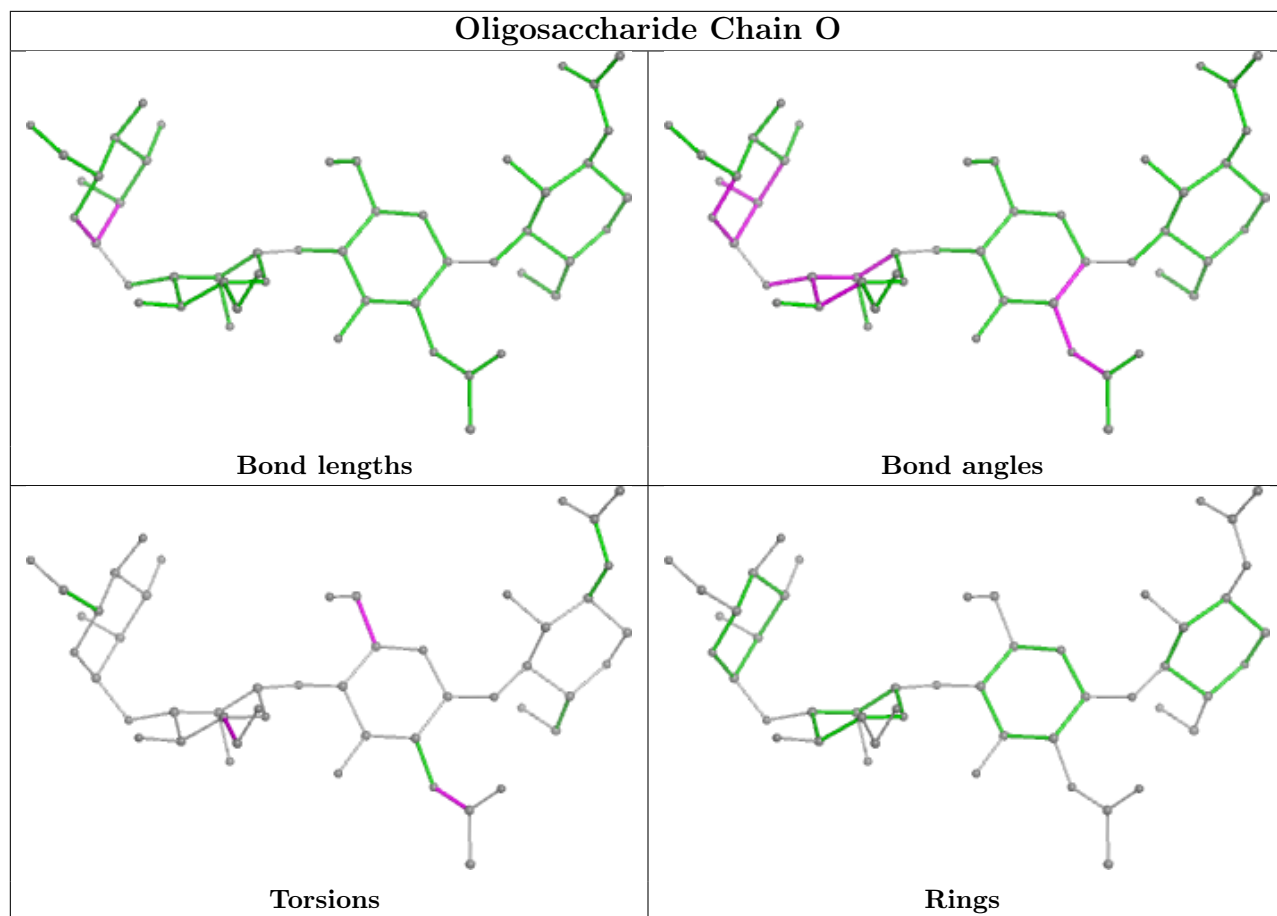 Oligosaccharide Chain O
Bond lengths
Bond angles
Torsions
Rings